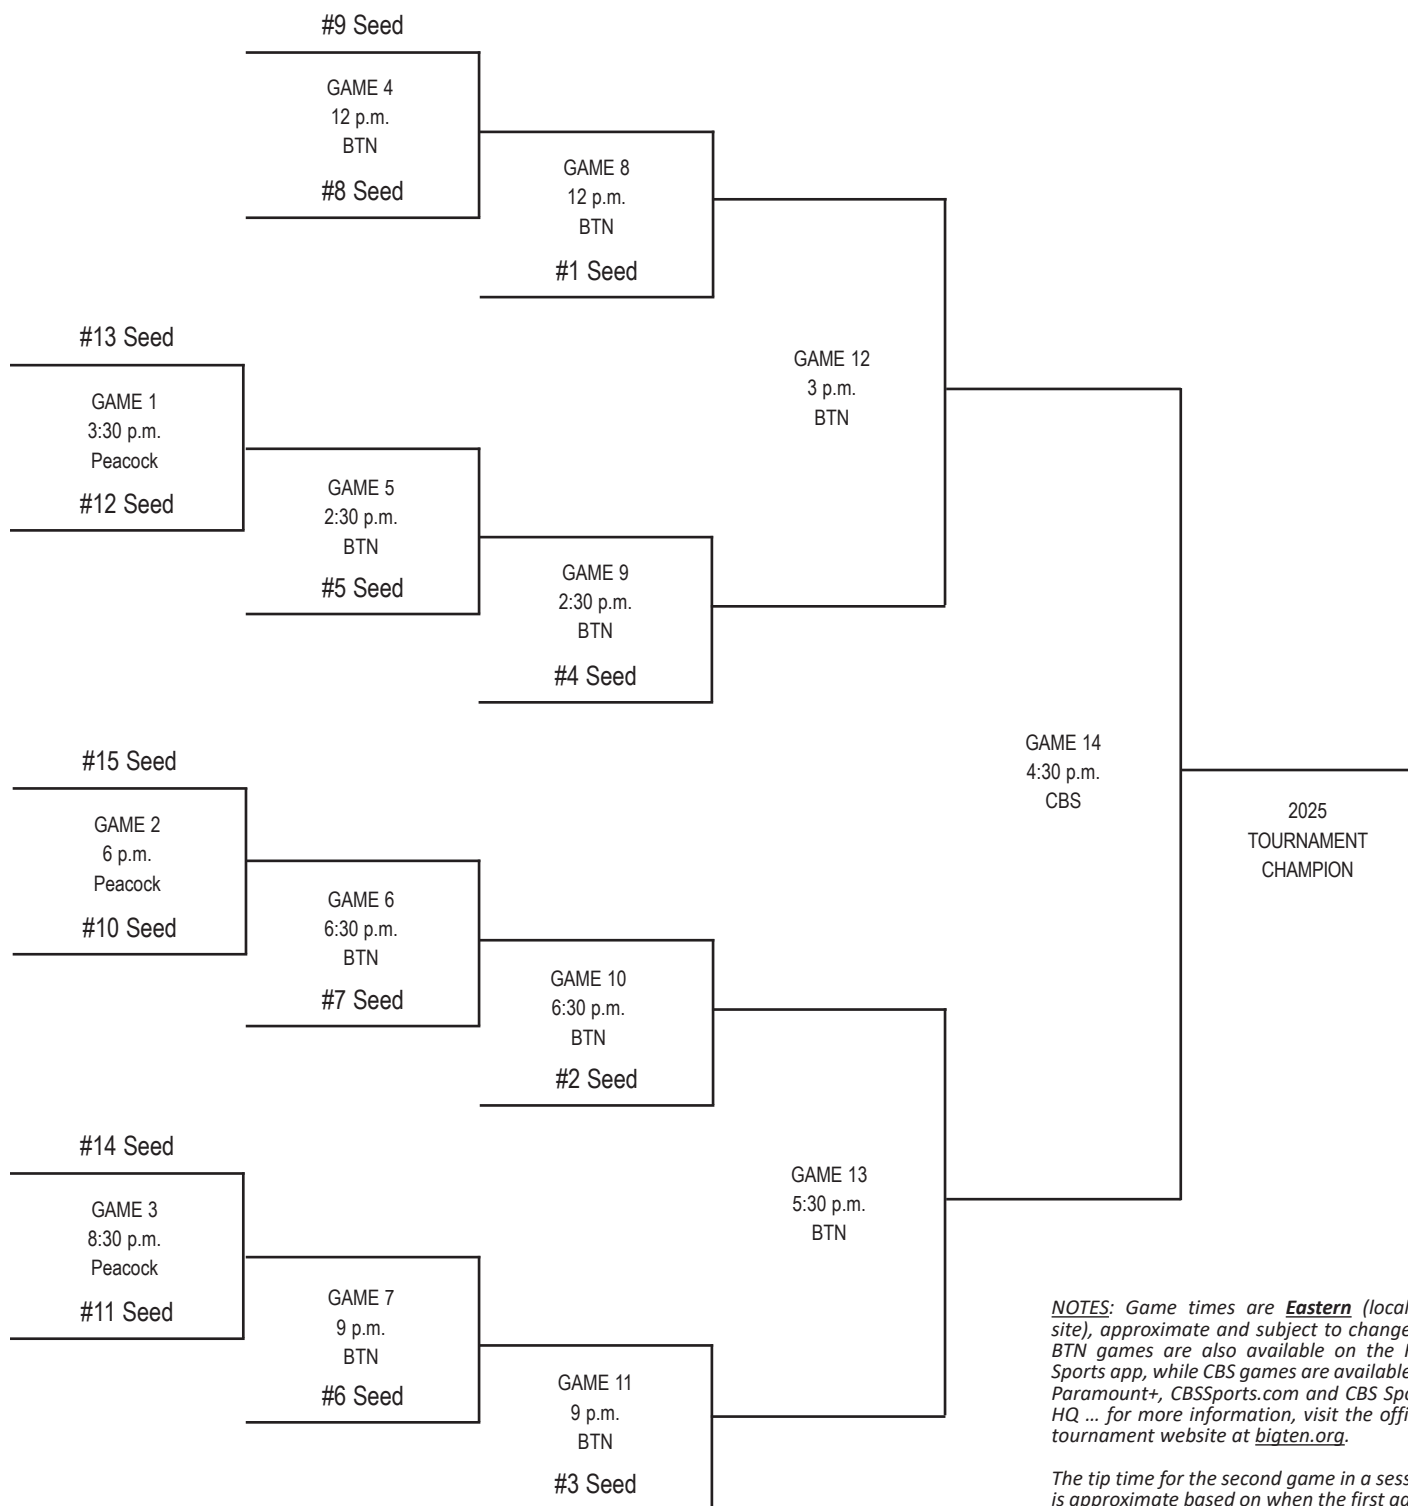 #9 Seed
GAME 4
12 p.m.
BTN
#8 Seed
GAME 8
12 p.m.
BTN
#1 Seed
#13 Seed
GAME 1
3:30 p.m.
Peacock
#12 Seed
GAME 5
2:30 p.m.
BTN
#5 Seed
GAME 9
2:30 p.m.
BTN
#4 Seed
GAME 12
3 p.m.
BTN
#15 Seed
GAME 2
6 p.m.
Peacock
#10 Seed
GAME 6
6:30 p.m.
BTN
#7 Seed
GAME 10
6:30 p.m.
BTN
#2 Seed
#14 Seed
GAME 3
8:30 p.m.
Peacock
#11 Seed
GAME 7
9 p.m.
BTN
#6 Seed
GAME 11
9 p.m.
BTN
#3 Seed
GAME 13
5:30 p.m.
BTN
GAME 14
4:30 p.m.
CBS
2025
TOURNAMENT
CHAMPION
NOTES: Game times are Eastern (local
site), approximate and subject to change
BTN games are also available on the
Sports app, while CBS games are available
Paramount+, CBSSports.com and CBS Spo
HQ ... for more information, visit the offi
tournament website at bigten.org.
The tip time for the second game in a sess
is approximate based on when the first ga